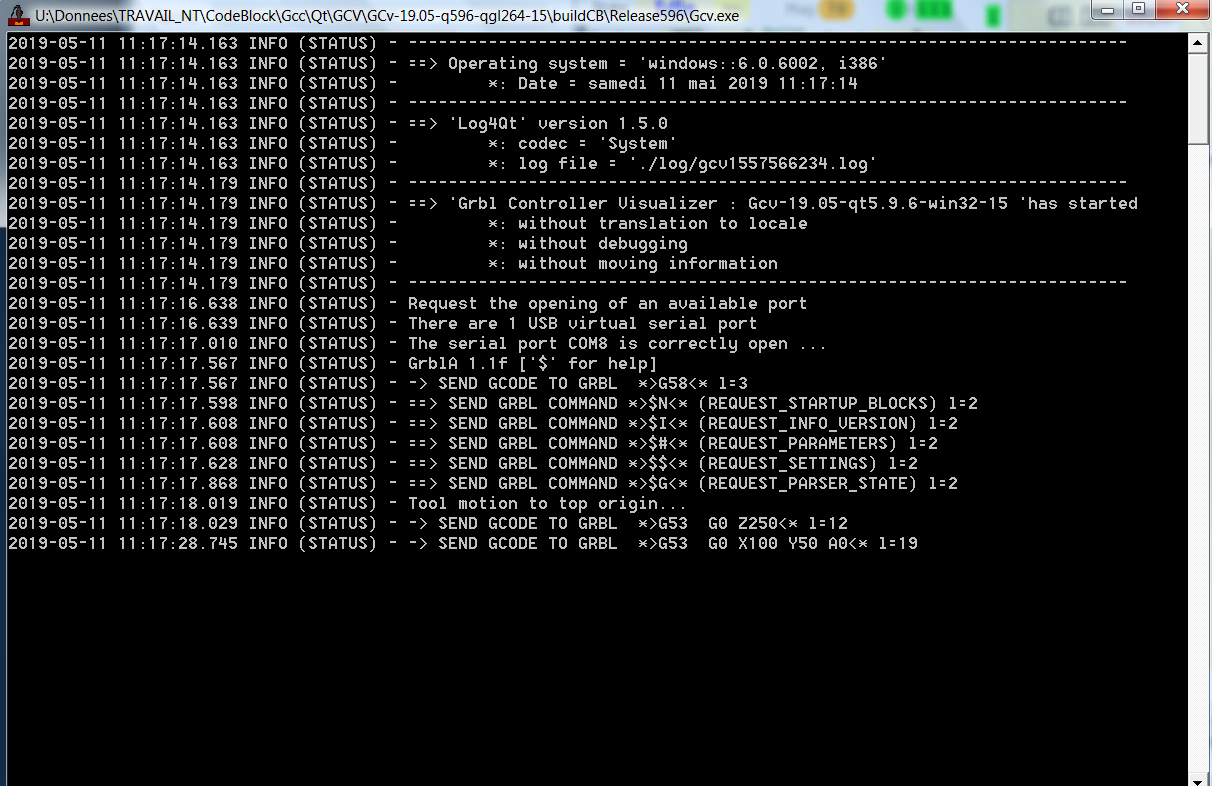 U:\Donnees\TRAVAIL_NT\CodeBlock\Gcc\Qt\GCV\GCv-19.05-q596-qgl264-15\buildCB\Release596\Gcv.exe
2019-05-11 11:17:14.163 INFO (STATUS) - ------------------------------------------------------------------------
2019-05-11 11:17:14.163 INFO (STATUS) - ==> Operating system = 'windows::6.0.6002, i386'
2019-05-11 11:17:14.163 INFO (STATUS) -         *: Date = samedi 11 mai 2019 11:17:14
2019-05-11 11:17:14.163 INFO (STATUS) - ------------------------------------------------------------------------
2019-05-11 11:17:14.163 INFO (STATUS) - ==> 'Log4Qt' version 1.5.0
2019-05-11 11:17:14.163 INFO (STATUS) -         *: codec = 'System'
2019-05-11 11:17:14.163 INFO (STATUS) -         *: log file = './log/gcv1557566234.log'
2019-05-11 11:17:14.179 INFO (STATUS) - ------------------------------------------------------------------------
2019-05-11 11:17:14.179 INFO (STATUS) - ==> 'Grbl Controller Visualizer : Gcv-19.05-qt5.9.6-win32-15 'has started
2019-05-11 11:17:14.179 INFO (STATUS) -         *: without translation to locale
2019-05-11 11:17:14.179 INFO (STATUS) -         *: without debugging
2019-05-11 11:17:14.179 INFO (STATUS) -         *: without moving information
2019-05-11 11:17:14.179 INFO (STATUS) - ------------------------------------------------------------------------
2019-05-11 11:17:16.638 INFO (STATUS) - Request the opening of an available port
2019-05-11 11:17:16.639 INFO (STATUS) - There are 1 USB virtual serial port
2019-05-11 11:17:17.010 INFO (STATUS) - The serial port COM8 is correctly open ...
2019-05-11 11:17:17.567 INFO (STATUS) - GrblA 1.1f ['$' for help]
2019-05-11 11:17:17.567 INFO (STATUS) - -> SEND GCODE TO GRBL  *>G58<* l=3
2019-05-11 11:17:17.598 INFO (STATUS) - ==> SEND GRBL COMMAND *>$N<* (REQUEST_STARTUP_BLOCKS) l=2
2019-05-11 11:17:17.608 INFO (STATUS) - ==> SEND GRBL COMMAND *>$I<* (REQUEST_INFO_VERSION) l=2
2019-05-11 11:17:17.608 INFO (STATUS) - ==> SEND GRBL COMMAND *>$#<* (REQUEST_PARAMETERS) l=2
2019-05-11 11:17:17.628 INFO (STATUS) - ==> SEND GRBL COMMAND *>$$<* (REQUEST_SETTINGS) l=2
2019-05-11 11:17:17.868 INFO (STATUS) - ==> SEND GRBL COMMAND *>$G<* (REQUEST_PARSER_STATE) l=2
2019-05-11 11:17:18.019 INFO (STATUS) - Tool motion to top origin...
2019-05-11 11:17:18.029 INFO (STATUS) - -> SEND GCODE TO GRBL  *>G53  G0 Z250<* l=12
2019-05-11 11:17:28.745 INFO (STATUS) - -> SEND GCODE TO GRBL  *>G53  G0 X100 Y50 A0<* l=19